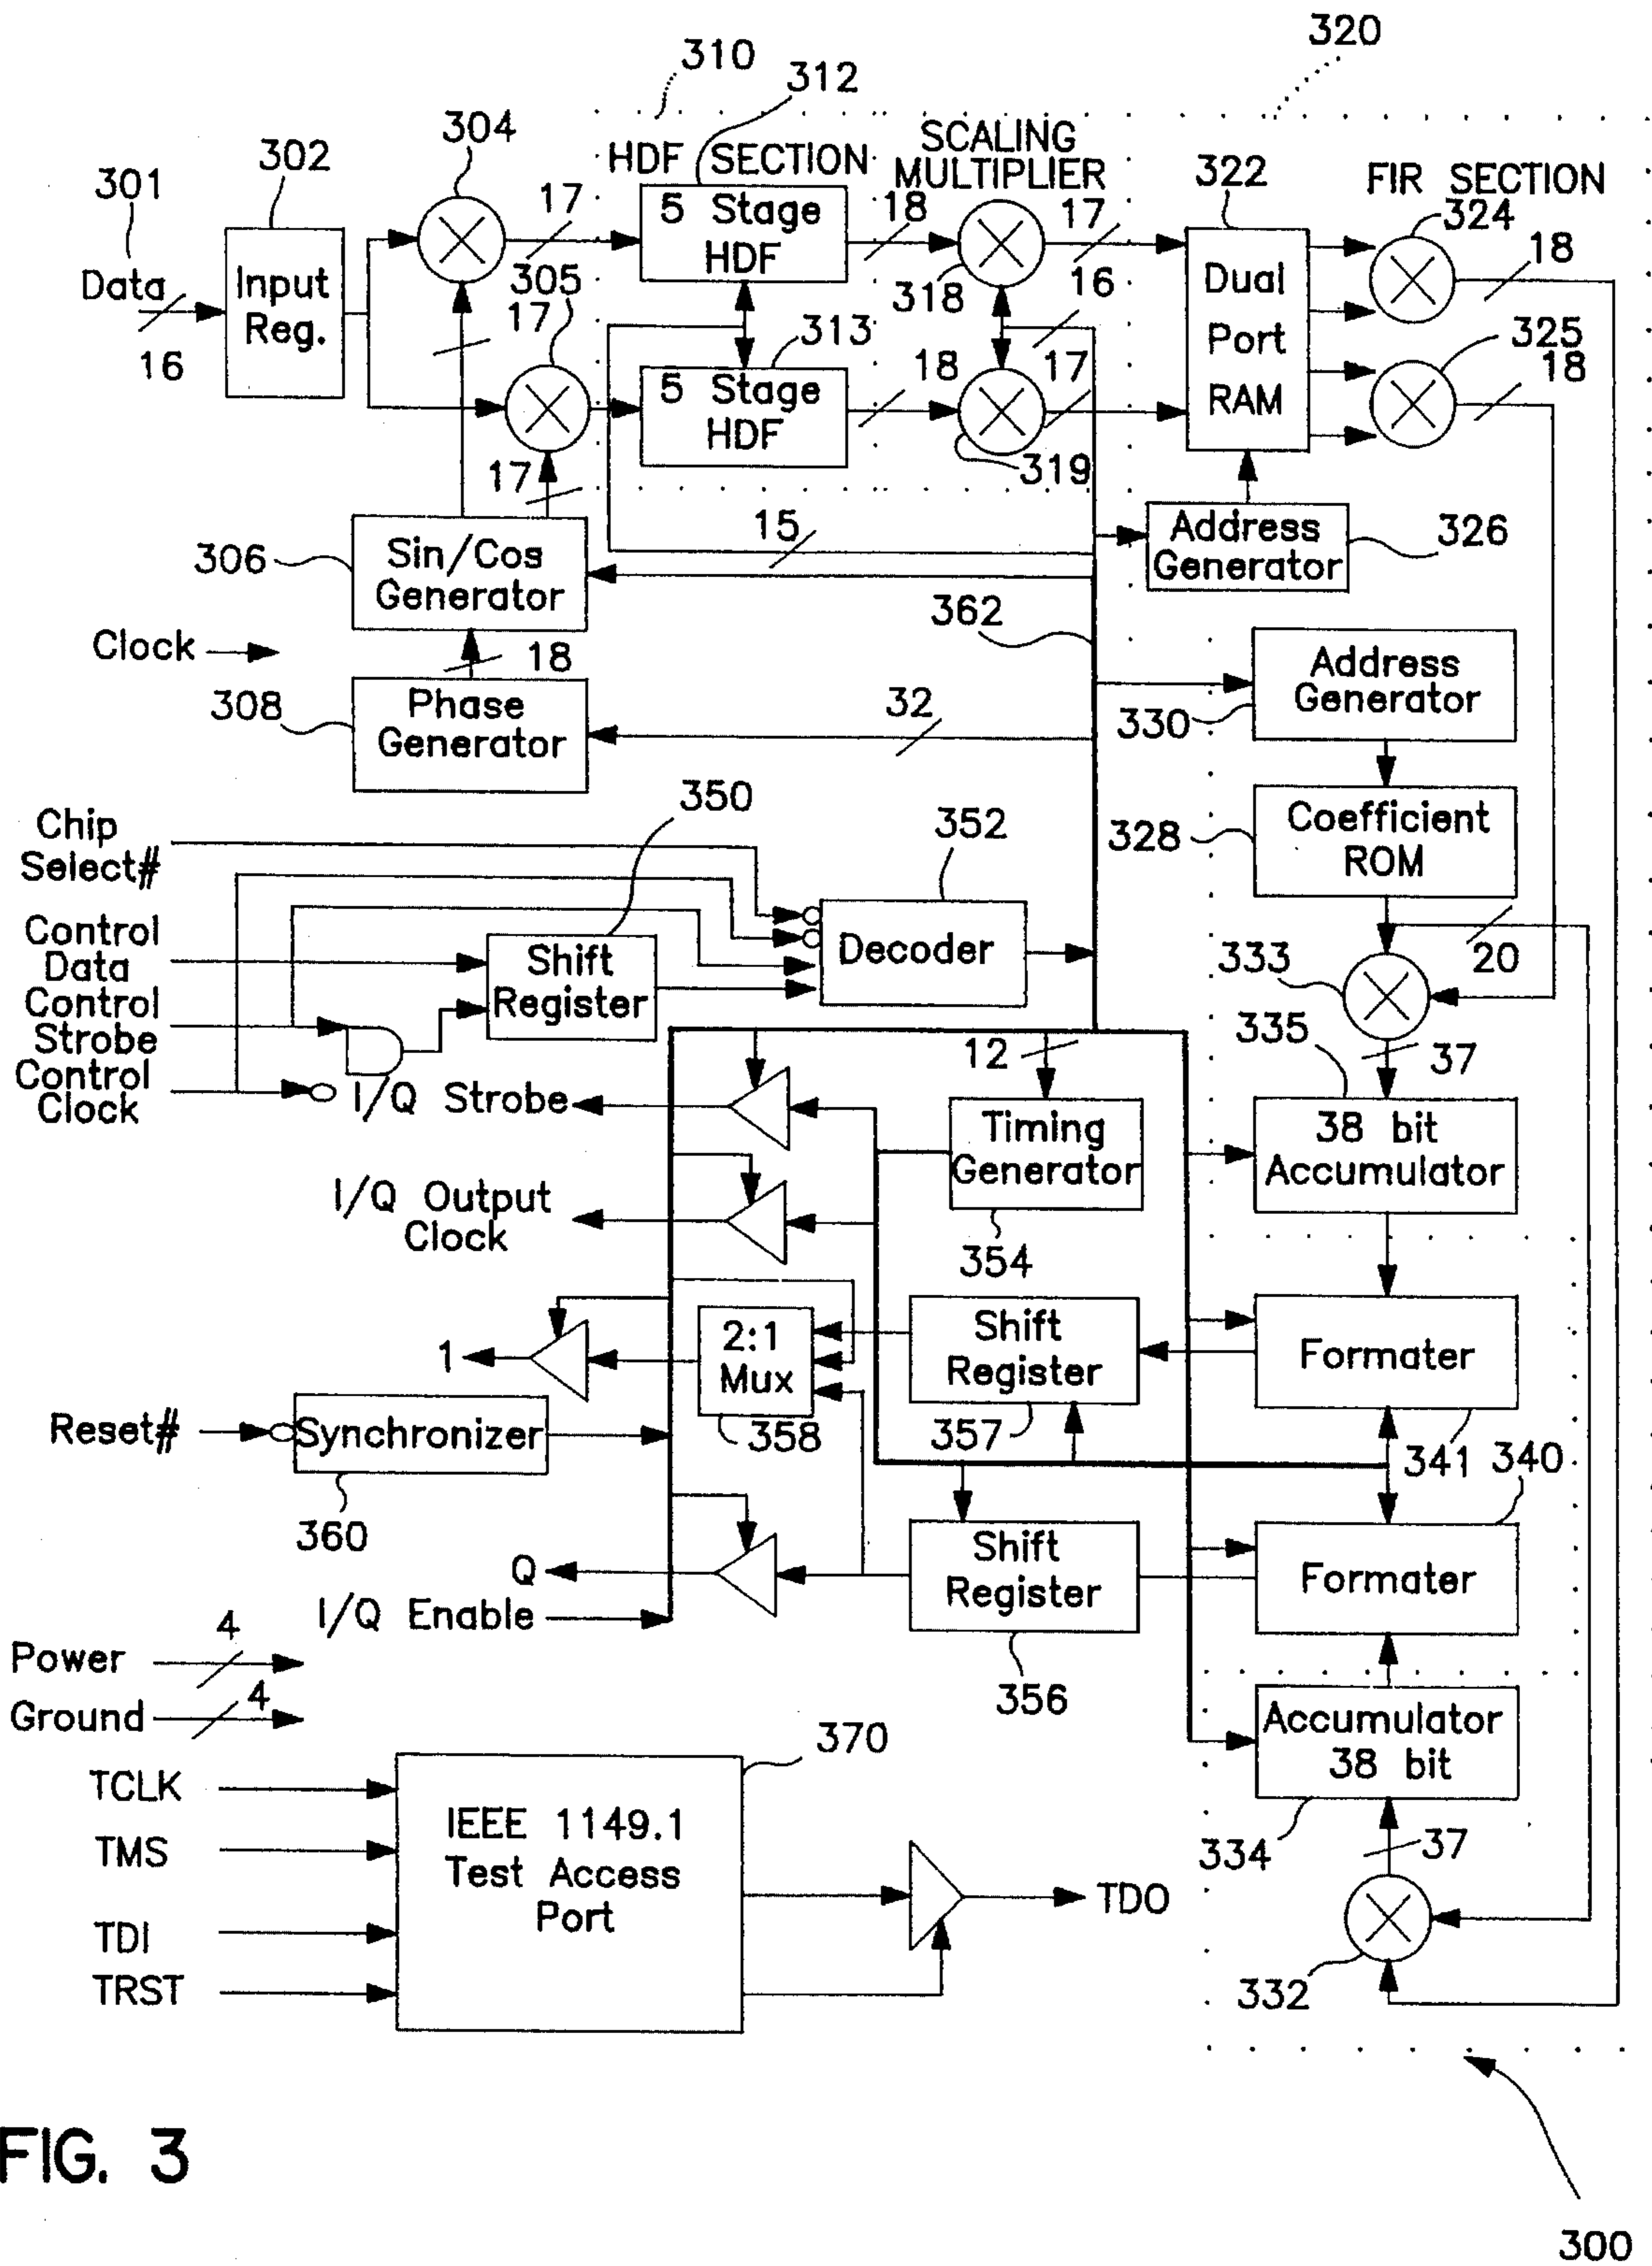 320
310
312
304
SCALING
MULTIPLIER
302
HDF SECTION
322
FIR SECTION
301
17
5 Stage
HDF
18
17
324
18
Data
16
Input
Reg.
305
17
318
16
Dual
Port
RAM
313
325
18
5 Stage
HDF
18
17
319
17
15
306
Sin/Cos
Generator
Address
Generator
326
362
Clock
18
Address
Generator
330
308
Phase
Generator
32
350
352
328
Coefficient
ROM
Chip
Select#
Control
Data
Shift
Register
Decoder
20
333
Control
Strobe
335
Control
Clock
12
37
I/Q Strobe
Timing
Generator
38 bit
Accumulator
I/Q Output
Clock
354
2:1
Mux
Shift
Register
Formater
1
Reset#
Synchronizer
358
357
341
340
360
Shift
Register
Formater
Q
I/Q Enable
4
Power
356
4
Ground
370
Accumulator
38 bit
TCLK
IEEE 1149.1
Test Access
Port
TMS
334
37
TDO
TDI
TRST
332
FIG. 3
300